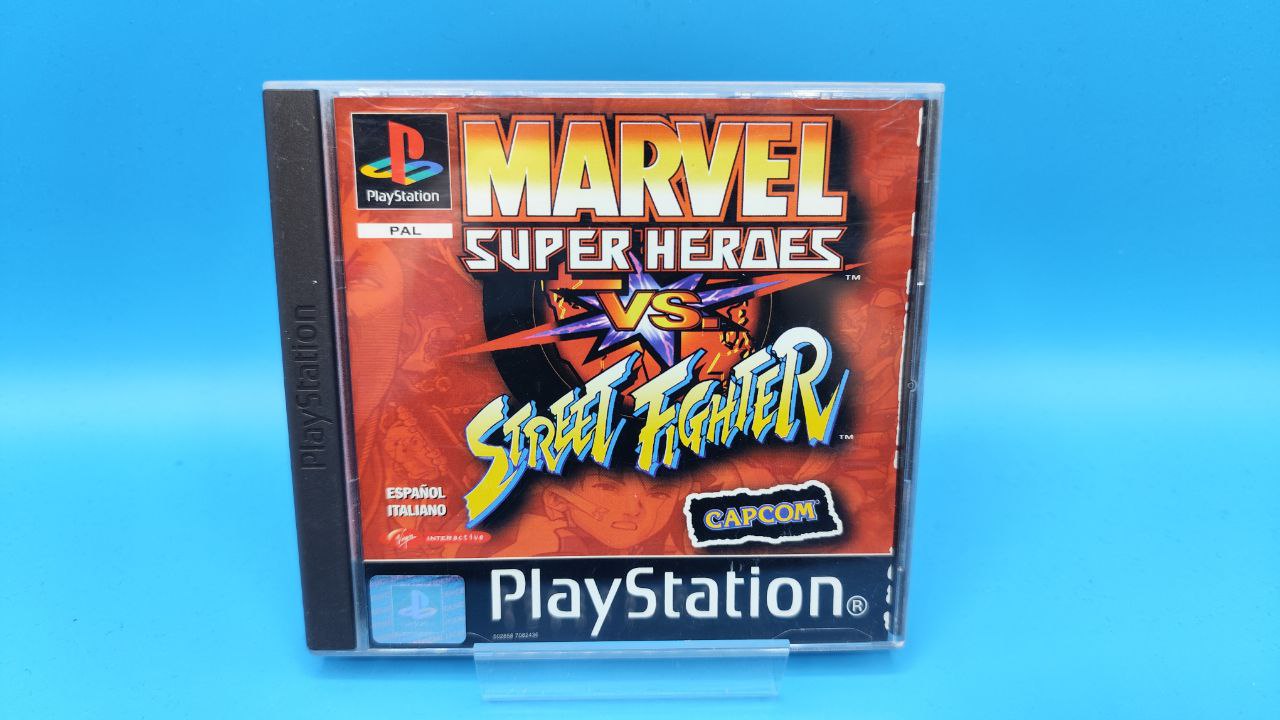 PlayStation
PlayStation
PAL
MARVEL
SUPER HEROES
TM
VS.
STREET FIGHTER
TM
ESPAÑOL
ITALIANO
CAPCOM
Virgin INTERACTIVE
PlayStation®